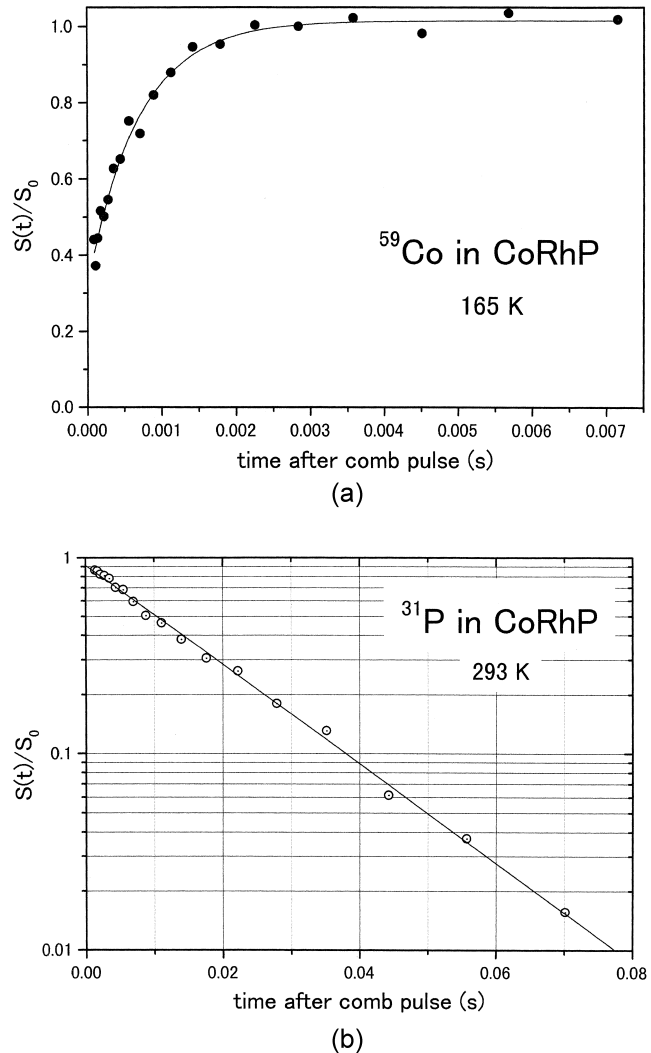 1.0
0.8
0.6
0.4
0.2
0.0
S(t)/S₀
⁵⁹Co in CoRhP
165 K
0.000 0.001 0.002 0.003 0.004 0.005 0.006 0.007
time after comb pulse (s)
(a)
1
0.1
0.01
S(t)/S₀
³¹P in CoRhP
293 K
0.00 0.02 0.04 0.06 0.08
time after comb pulse (s)
(b)